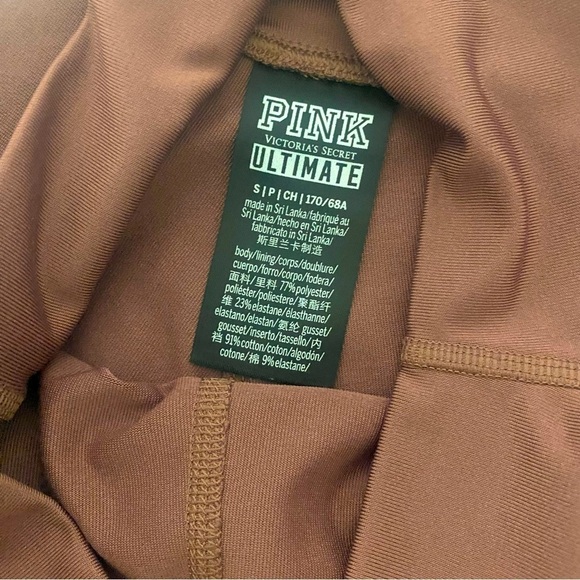 PINK
VICTORIA'S SECRET
ULTIMATE
S | P | CH | 170/68A
made in Sri Lanka/fabriqué au
Sri Lanka/hecho en Sri Lanka/
fabbricato in Sri Lanka/
斯里兰卡制造
body/lining/corps/doublure/
cuerpo/forro/corpo/fodera/
面料/里料 77% polyester/
poliéster/poliestere/聚酯纤
维 23% elastane/élasthanne/
elastano/elastan/氨纶 gusset/
gousset/inserto/tassello/内
裆 91% cotton/coton/algodón/
cotone/棉 9% elastane/